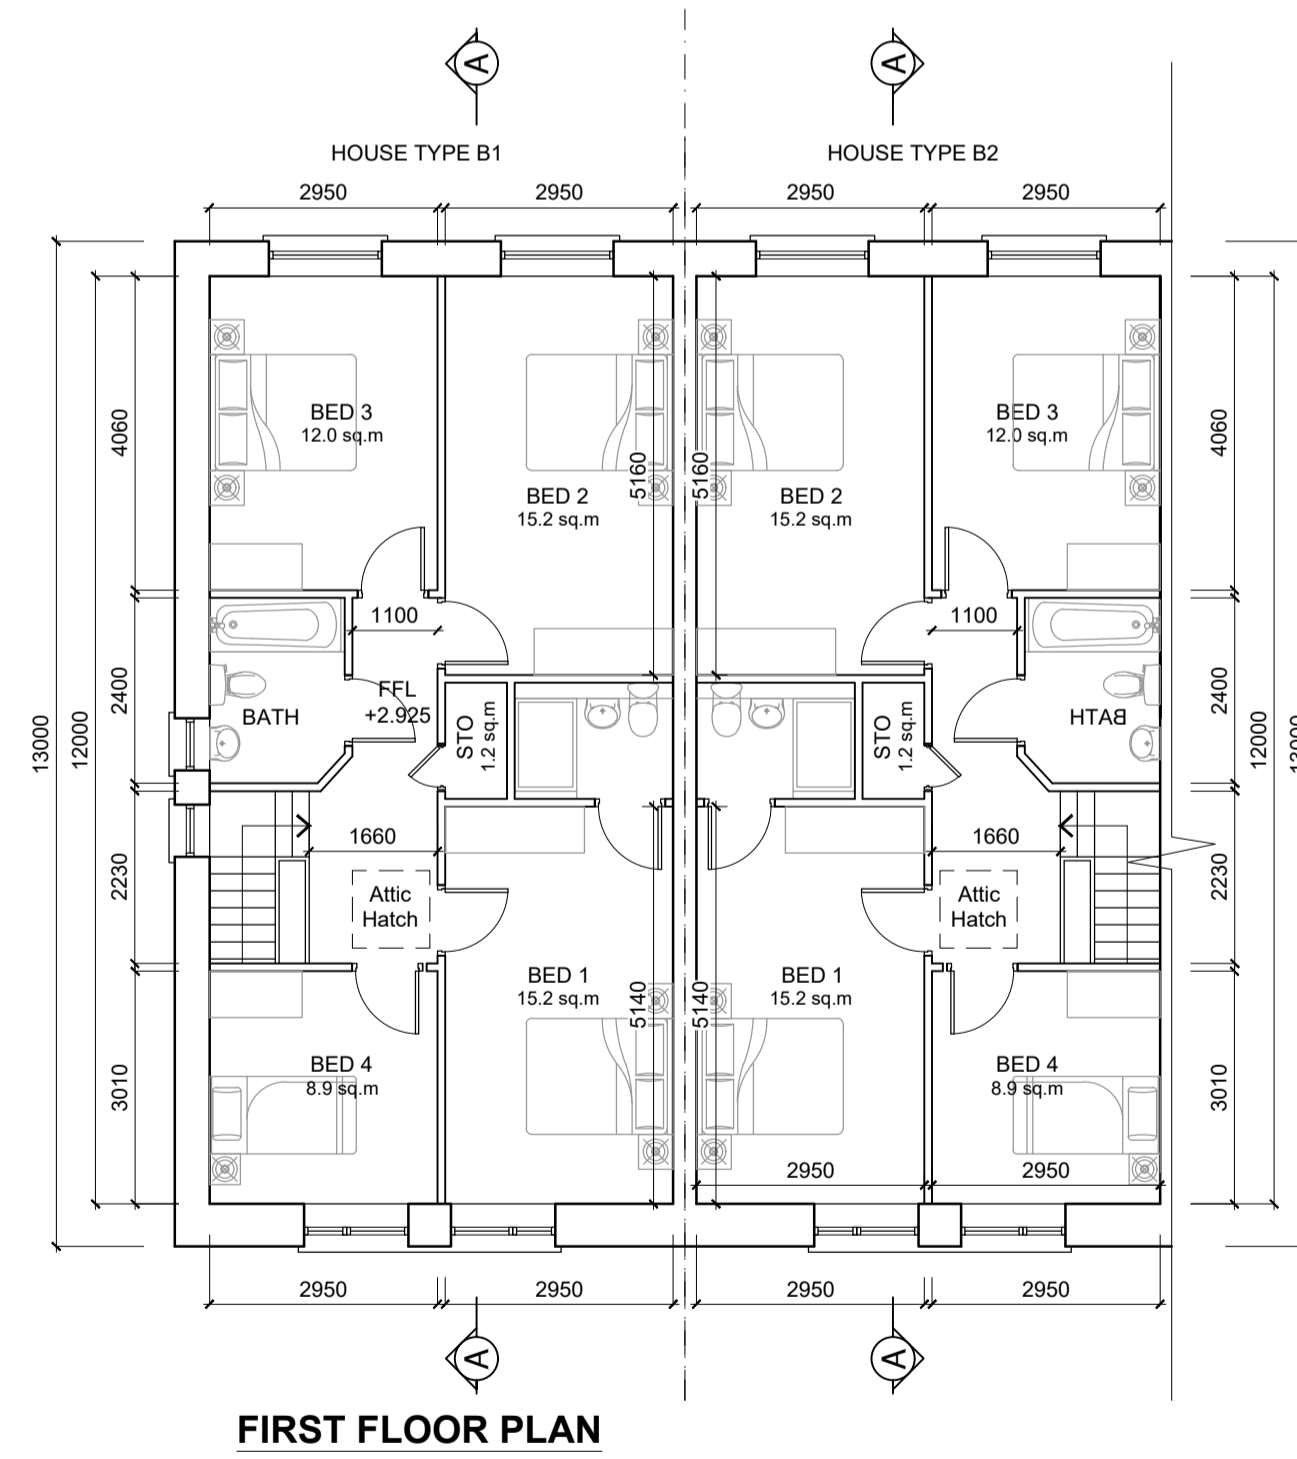 A
A
HOUSE TYPE B1
HOUSE TYPE B2
2950
2950
2950
2950
BED 3
12.0 sq.m
BED 2
15.2 sq.m
BED 2
15.2 sq.m
BED 3
12.0 sq.m
4060
5160
5160
4060
1100
1100
FFL
+2.925
BATH
STO
1.2 sq.m
STO
1.2 sq.m
BATH
2400
2400
13000
12000
12000
13000
1660
1660
2230
2230
Attic
Hatch
Attic
Hatch
BED 1
15.2 sq.m
BED 1
15.2 sq.m
5140
5140
BED 4
8.9 sq.m
BED 4
8.9 sq.m
3010
3010
2950
2950
2950
2950
2950
2950
A
A
FIRST FLOOR PLAN